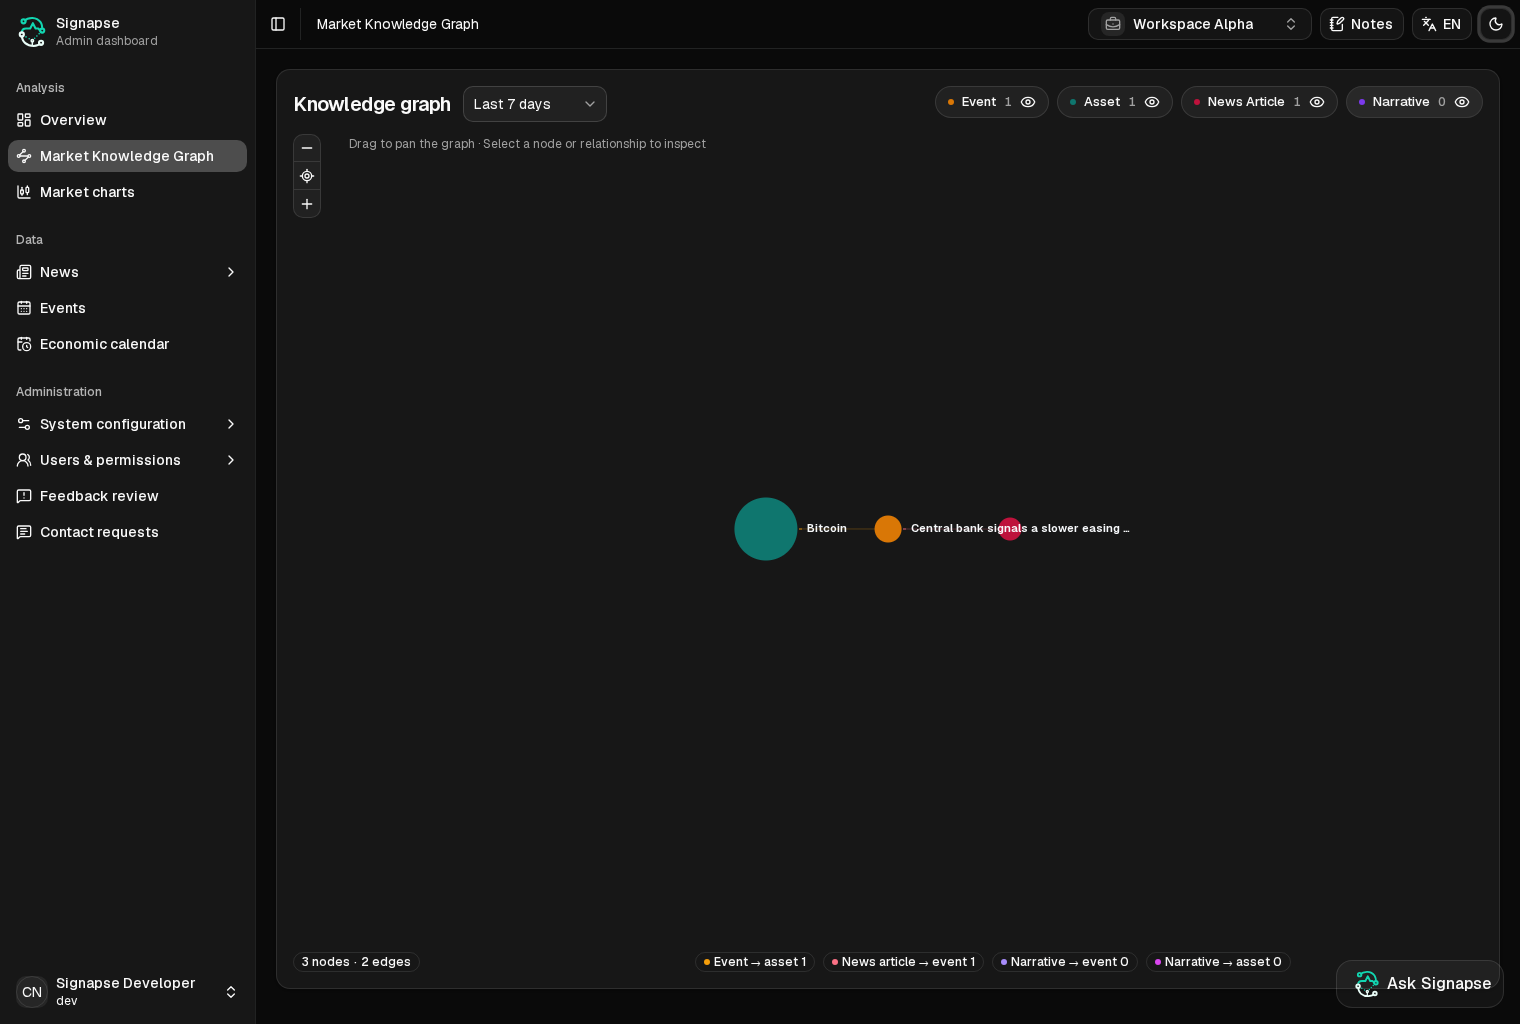 Signapse
Admin dashboard
Analysis
Overview
Market Knowledge Graph
Market charts
Data
News
Events
Economic calendar
Administration
System configuration
Users & permissions
Feedback review
Contact requests
CN
Signapse Developer
dev
Market Knowledge Graph
Workspace Alpha
Notes
EN
Knowledge graph
Last 7 days
Event 1
Asset 1
News Article 1
Narrative 0
Drag to pan the graph · Select a node or relationship to inspect
Bitcoin
Central bank signals a slower easing …
3 nodes · 2 edges
Event → asset 1
News article → event 1
Narrative → event 0
Narrative → asset 0
Ask Signapse